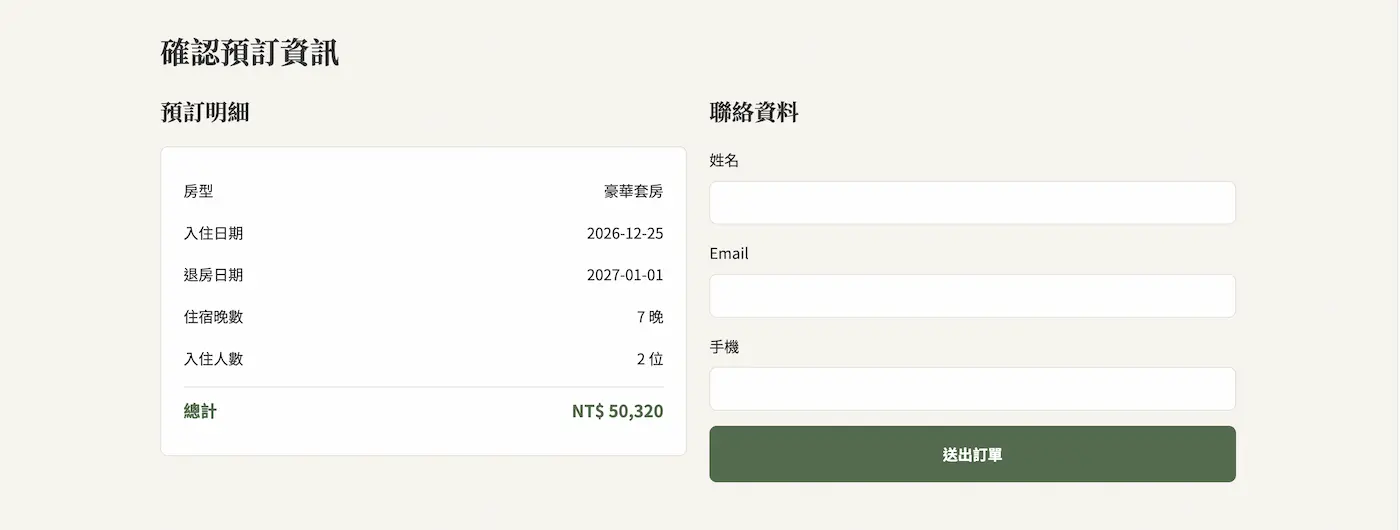 確認預訂資訊
預訂明細
房型 豪華套房
入住日期 2026-12-25
退房日期 2027-01-01
住宿晚數 7 晚
入住人數 2 位
總計 NT$ 50,320
聯絡資料
姓名
Email
手機
送出訂單